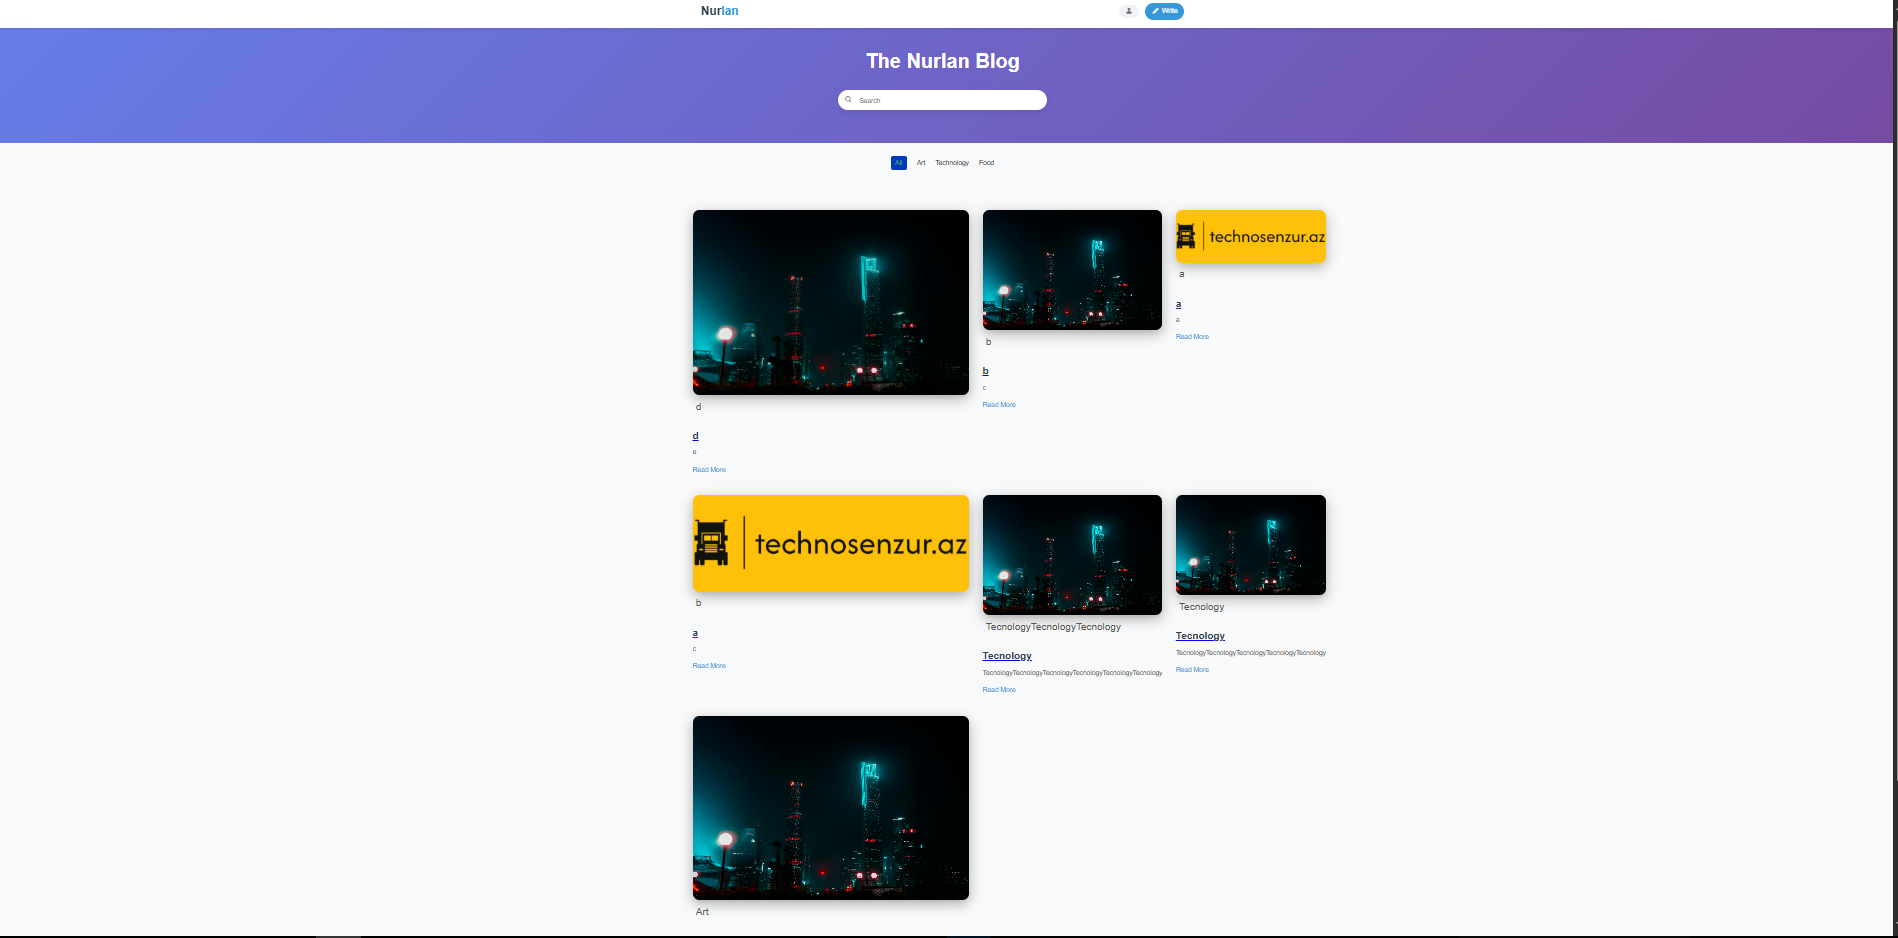 Nurlan
Write
The Nurlan Blog
Search
All Art Technology Food
d
d
e
Read More
b
b
c
Read More
technosenzur.az
a
a
a
Read More
technosenzur.az
b
a
c
Read More
TecnologyTecnologyTecnology
Tecnology
TecnologyTecnologyTecnologyTecnologyTecnologyTecnology
Read More
Tecnology
Tecnology
TecnologyTecnologyTecnologyTecnologyTecnology
Read More
Art